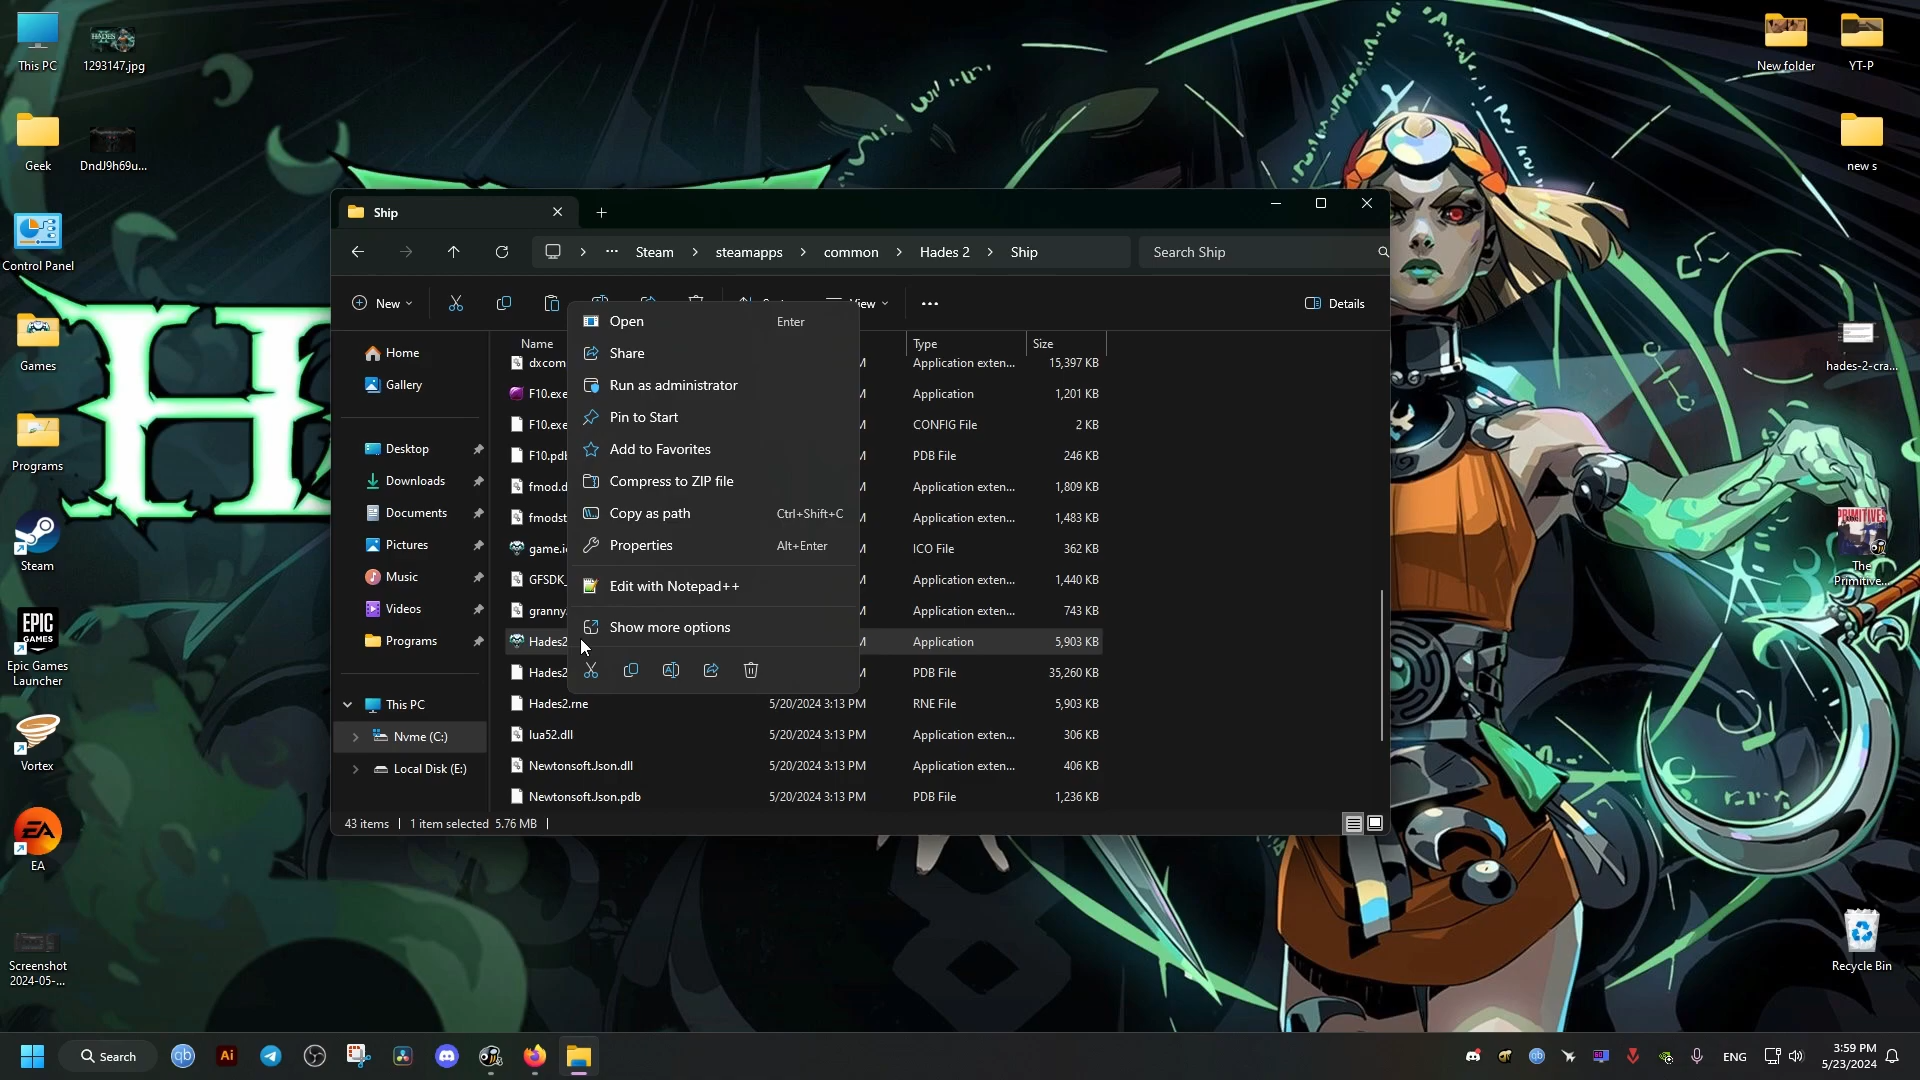 This PC
1293147.jpg
New folder
YT-P
Geek
DndJ9h69u...
new s
Control Panel
hades-2-cra...
Games
Programs
PRIMITIVES
The
Primitive...
Steam
EPIC
GAMES
Epic Games
Launcher
Vortex
EA
Screenshot
2024-05-...
Recycle Bin
Ship
Steam
steamapps
common
Hades 2
Ship
Search Ship
New
View
Details
Home
Gallery
Desktop
Downloads
Documents
Pictures
Music
Videos
Programs
This PC
Nvme (C:)
Local Disk (E:)
Name Type Size
dxcom Application exten... 15,397 KB
F10.exe Application 1,201 KB
F10.exe CONFIG File 2 KB
F10.pdb PDB File 246 KB
fmod.d Application exten... 1,809 KB
fmodst Application exten... 1,483 KB
game.i ICO File 362 KB
GFSDK_ Application exten... 1,440 KB
granny. Application exten... 743 KB
Hades2 Application 5,903 KB
Hades2 PDB File 35,260 KB
Hades2.rne 5/20/2024 3:13 PM RNE File 5,903 KB
lua52.dll 5/20/2024 3:13 PM Application exten... 306 KB
Newtonsoft.Json.dll 5/20/2024 3:13 PM Application exten... 406 KB
Newtonsoft.Json.pdb 5/20/2024 3:13 PM PDB File 1,236 KB
43 items 1 item selected 5.76 MB
Open Enter
Share
Run as administrator
Pin to Start
Add to Favorites
Compress to ZIP file
Copy as path Ctrl+Shift+C
Properties Alt+Enter
Edit with Notepad++
Show more options
Search
qb
Ai
ENG
3:59 PM
5/23/2024